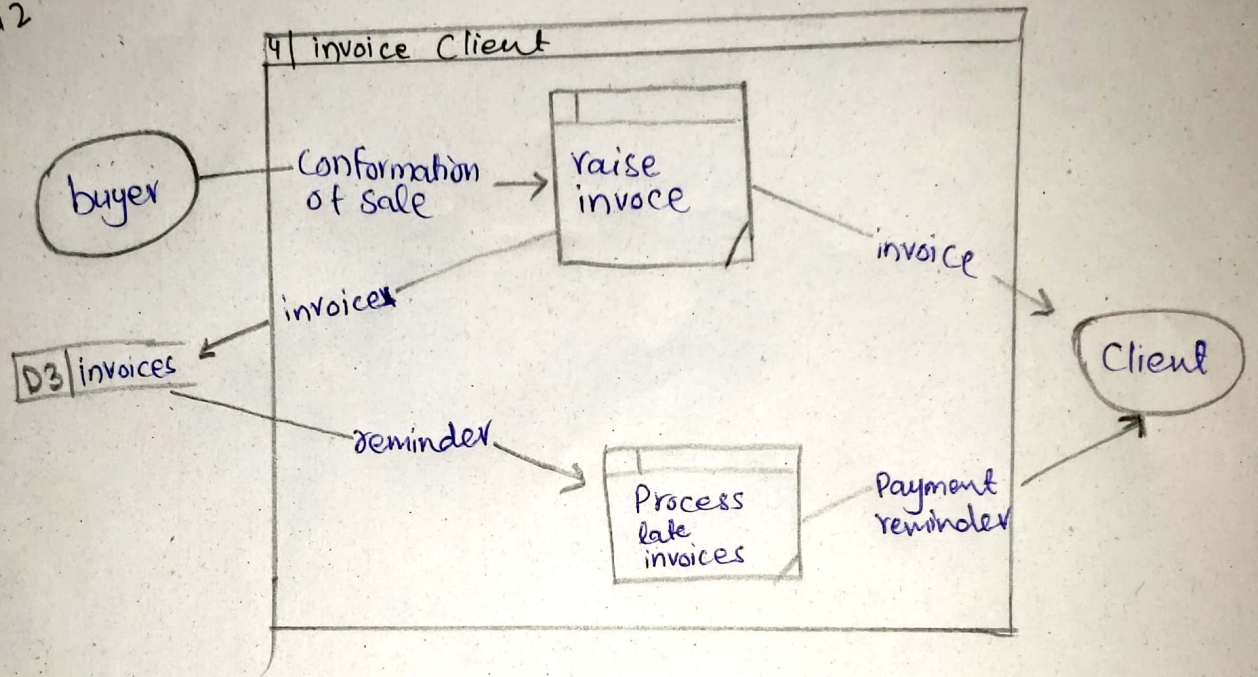 12
4 invoice Client
buyer
Conformation
of sale
raise
invoce
invoice
invoices
D3 invoices
Client
reminder
Process
late
invoices
Payment
reminder